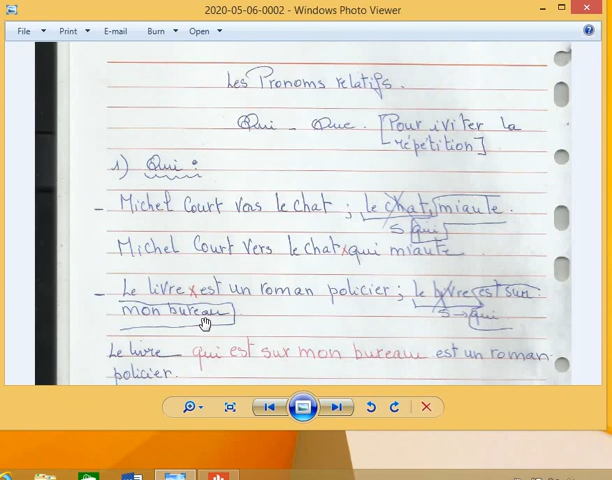 2020-05-06-0002 - Windows Photo Viewer
File Print E-mail Burn Open
Les Pronoms relatifs.
Qui - Que. [Pour iviter la
répétition]
1) Qui :
- Michel Court vers le chat ; le chat, miaule.
S qui
Michel Court vers le chat x qui miaule
- Le livre x est un roman policier ; le livre est sur
mon bureau
S → qui
Le livre qui est sur mon bureau est un roman
policier.